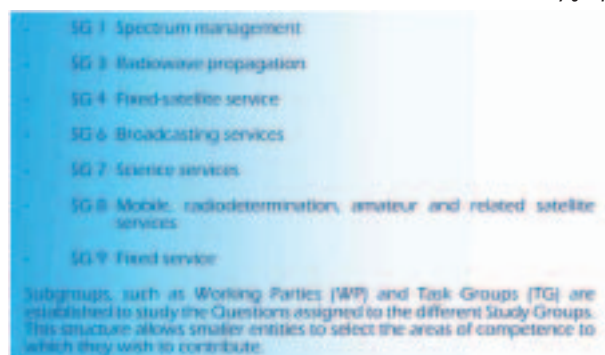 - SG 1 Spectrum management
- SG 3 Radiowave propagation
- SG 4 Fixed-satellite service
- SG 6 Broadcasting services
- SG 7 Science services
- SG 8 Mobile, radiodetermination, amateur and related satellite
services
- SG 9 Fixed service
Subgroups, such as Working Parties (WP) and Task Groups (TG) are
established to study the Questions assigned to the different Study Groups.
This structure allows smaller entities to select the areas of competence to
which they wish to contribute.